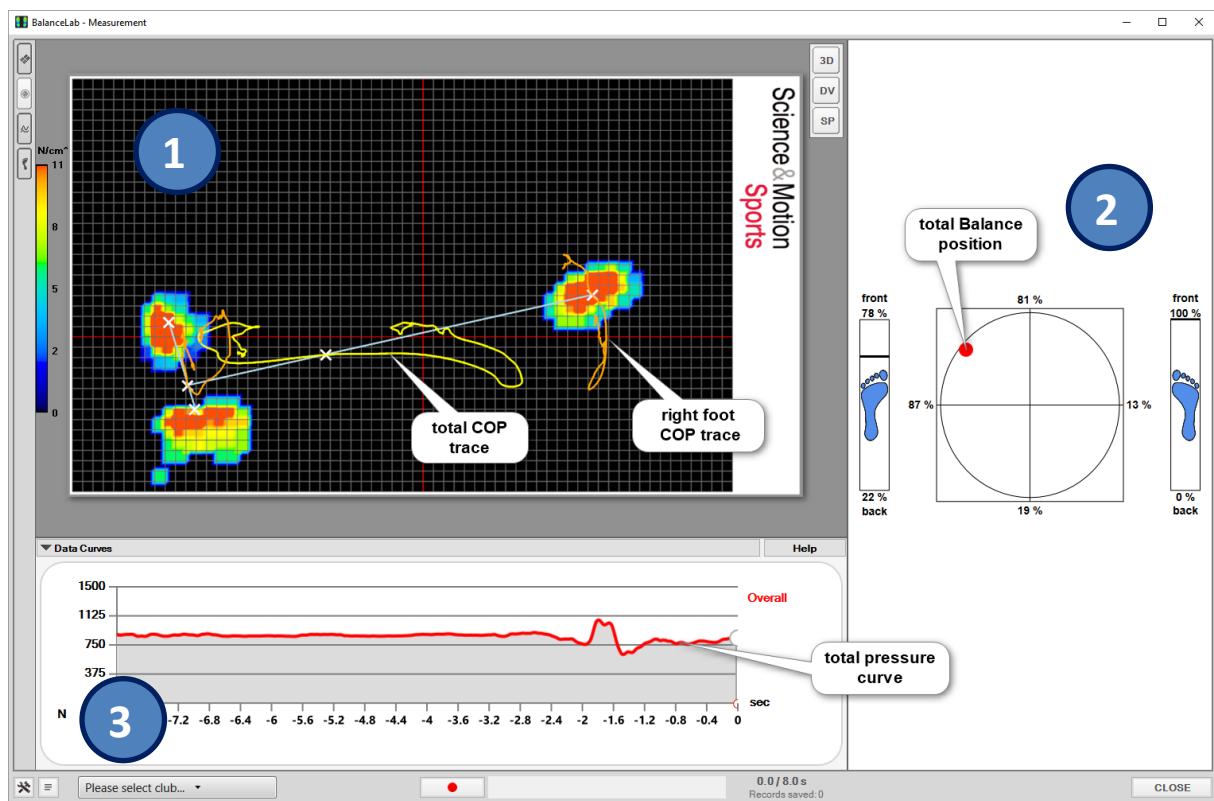 BalanceLab - Measurement
3D
DV
SP
N/cm^
11
8
5
2
0
1
Science&Motion
Sports
total COP
trace
right foot
COP trace
2
total Balance
position
front
78 %
81 %
front
100 %
87 %
13 %
22 %
back
19 %
0 %
back
Data Curves
Help
1500
1125
750
375
N
Overall
total pressure
curve
sec
3
-7.2 -6.8 -6.4 -6 -5.2 -4.8 -4.4 -4 -3.6 -3.2 -2.8 -2.4 -2 -1.6 -1.2 -0.8 -0.4 0
Please select club...
0.0 / 8.0 s
Records saved: 0
CLOSE